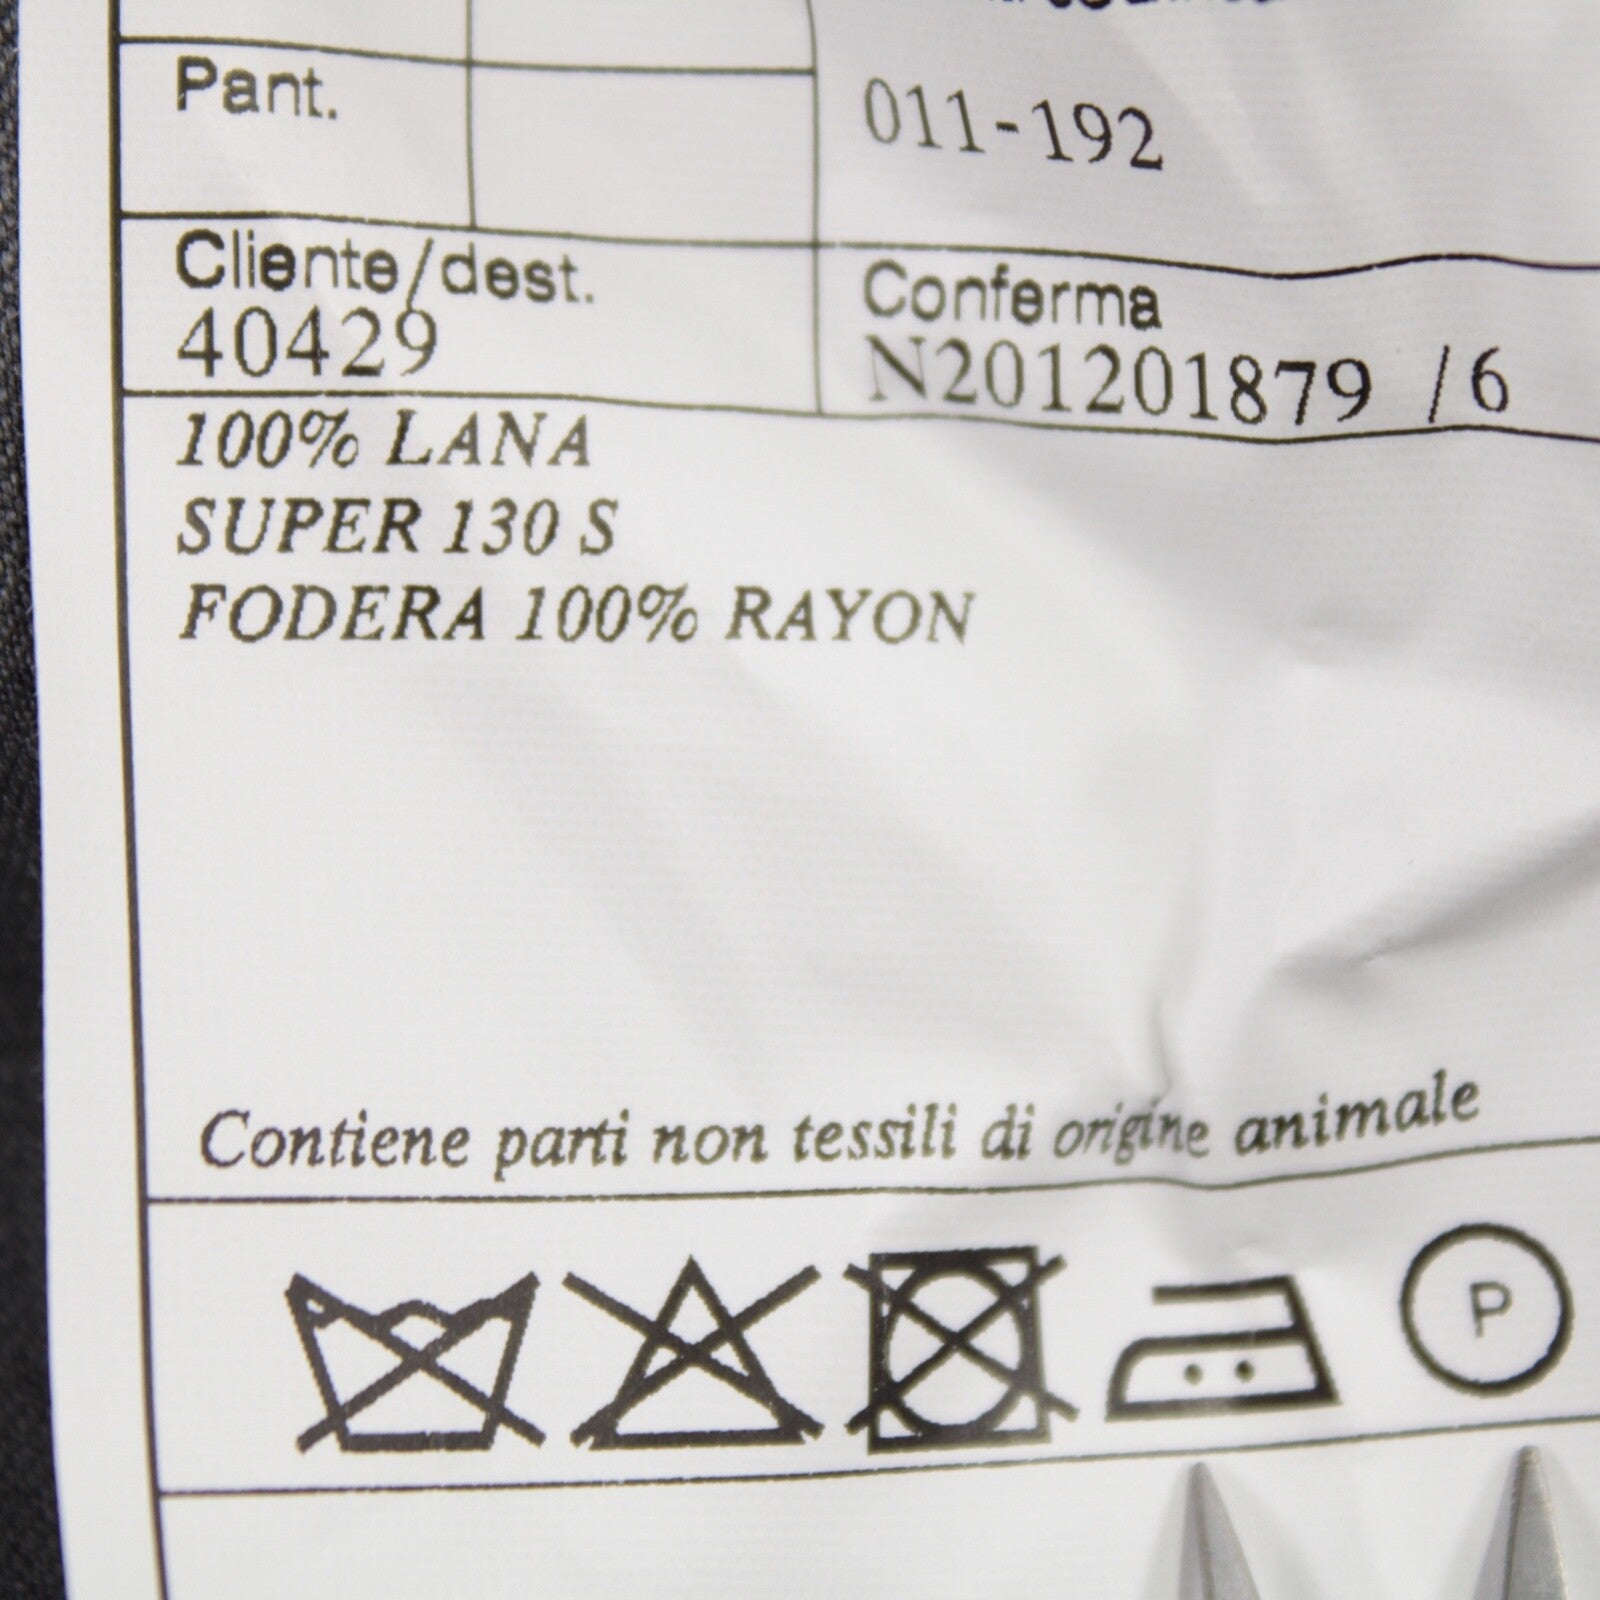 Pant.
011-192
Cliente/dest.
40429
Conferma
N201201879 /6
100% LANA
SUPER 130 S
FODERA 100% RAYON
Contiene parti non tessili di origine animale
P